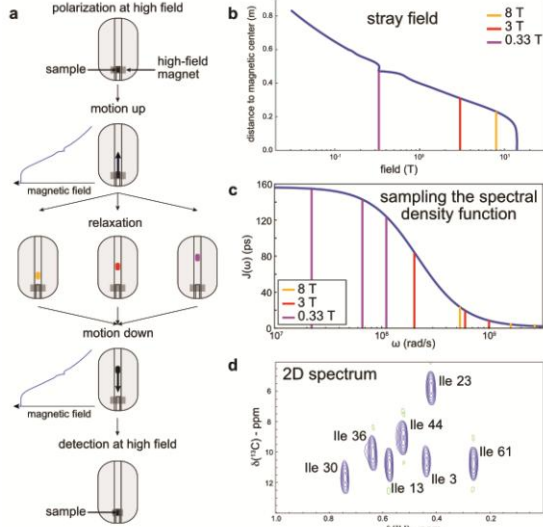 a
polarization at high field
sample
high-field
magnet
motion up
magnetic field
relaxation
motion down
magnetic field
detection at high field
sample
b
stray field
8 T
3 T
0.33 T
distance to magnetic center (m)
0.8
0.6
0.4
0.2
0.0
10⁻¹
10⁰
10¹
field (T)
c
sampling the spectral
density function
J(ω) (ps)
160
120
80
40
0
8 T
3 T
0.33 T
10⁷
10⁸
10⁹
ω (rad/s)
d
2D spectrum
δ(¹³C) - ppm
6
8
10
12
Ile 23
Ile 44
Ile 36
Ile 61
Ile 30
Ile 13
Ile 3
1.0
0.8
0.6
0.4
0.2